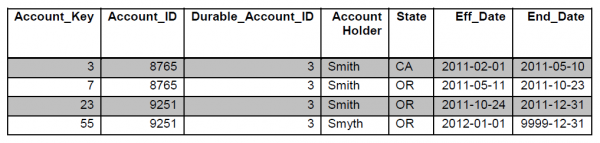 Account_Key Account_ID Durable_Account_ID Account Holder State Eff_Date End_Date
3 8765 3 Smith CA 2011-02-01 2011-05-10
7 8765 3 Smith OR 2011-05-11 2011-10-23
23 9251 3 Smith OR 2011-10-24 2011-12-31
55 9251 3 Smyth OR 2012-01-01 9999-12-31